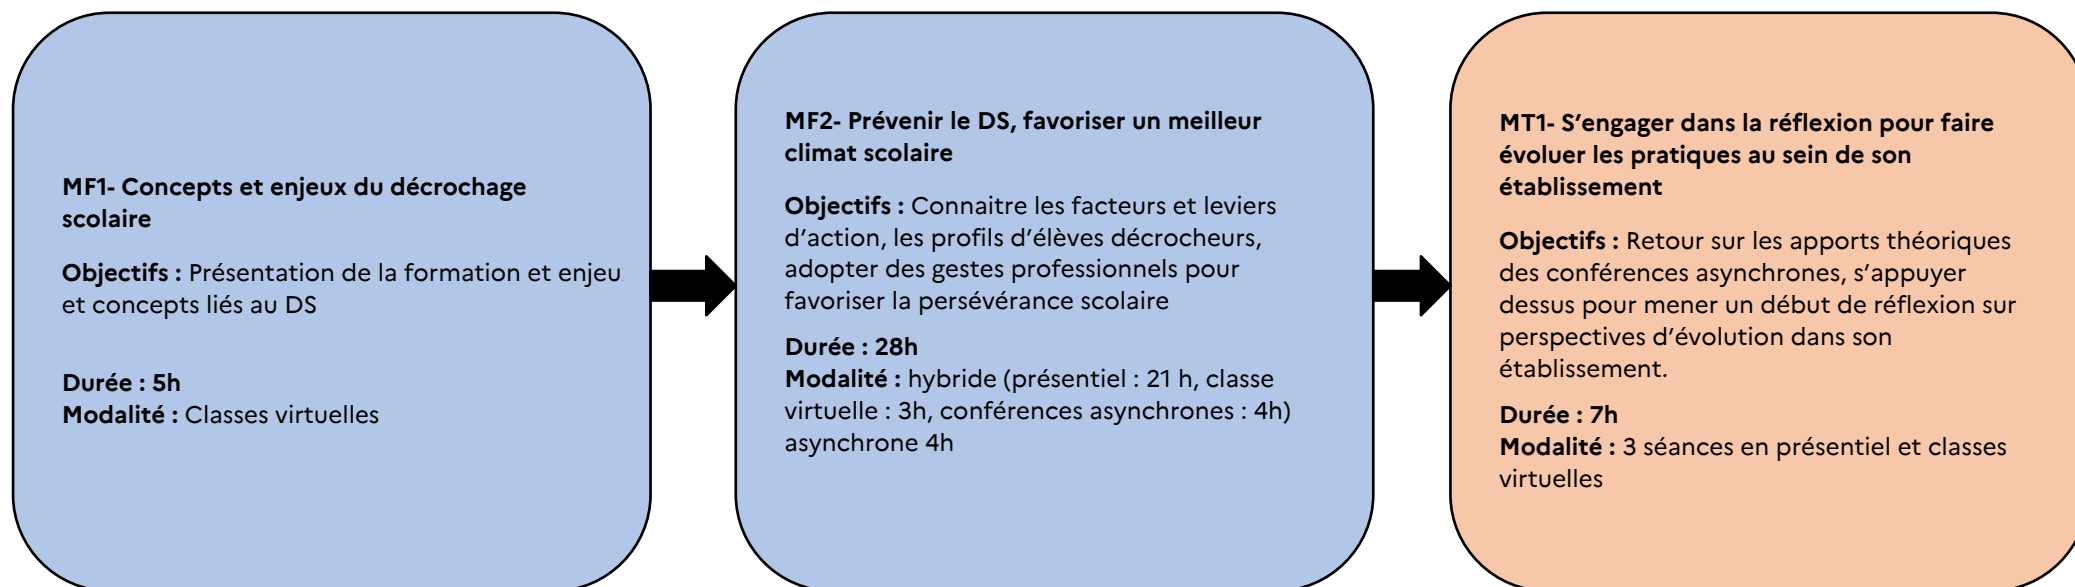 MF1- Concepts et enjeux du décrochage
scolaire
Objectifs : Présentation de la formation et enjeu
et concepts liés au DS
Durée : 5h
Modalité : Classes virtuelles
MF2- Prévenir le DS, favoriser un meilleur
climat scolaire
Objectifs : Connaitre les facteurs et leviers
d’action, les profils d’élèves décrocheurs,
adopter des gestes professionnels pour
favoriser la persévérance scolaire
Durée : 28h
Modalité : hybride (présentiel : 21 h, classe
virtuelle : 3h, conférences asynchrones : 4h)
asynchrone 4h
MT1- S’engager dans la réflexion pour faire
évoluer les pratiques au sein de son
établissement
Objectifs : Retour sur les apports théoriques
des conférences asynchrones, s’appuyer
dessus pour mener un début de réflexion sur
perspectives d’évolution dans son
établissement.
Durée : 7h
Modalité : 3 séances en présentiel et classes
virtuelles